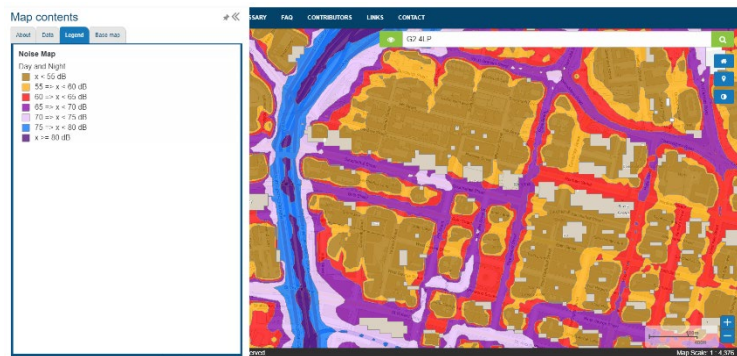 Map contents
SSARY FAQ CONTRIBUTORS LINKS CONTACT
About Data Legend Base map
G2 4LP
Noise Map
Day and Night
x < 55 dB
55 => x < 60 dB
60 => x < 65 dB
65 => x < 70 dB
70 => x < 75 dB
75 => x < 80 dB
x >= 80 dB
erved
Map Scale: 1 : 4,376